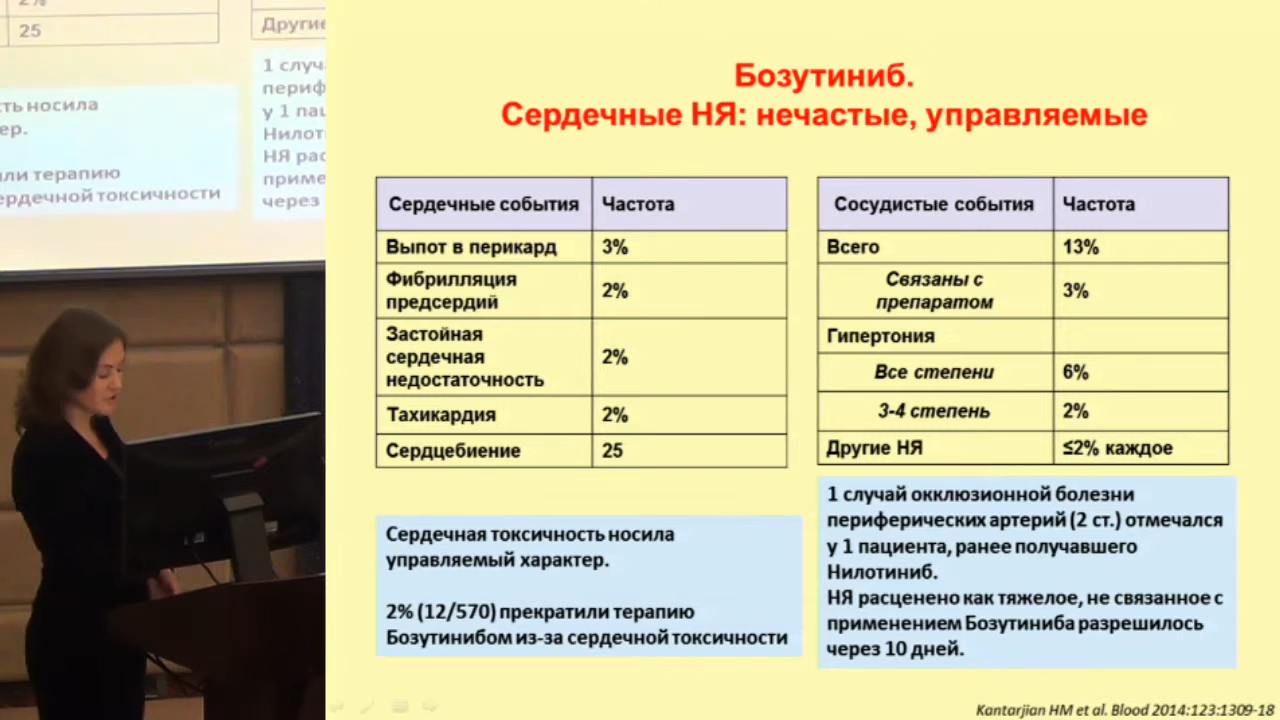 2%
25
Другие
1 случ
ть носила
ер.
ли терапию
ердечной токсичности
периф
у 1 пац
Нилот
НЯ рас
приме
через
Бозутиниб.
Сердечные НЯ: нечастые, управляемые
Сердечные события Частота
Выпот в перикард 3%
Фибрилляция
предсердий 2%
Застойная
сердечная
недостаточность 2%
Тахикардия 2%
Сердцебиение 25
Сосудистые события Частота
Всего 13%
Связаны с
препаратом 3%
Гипертония
Все степени 6%
3-4 степень 2%
Другие НЯ ≤2% каждое
Сердечная токсичность носила
управляемый характер.
2% (12/570) прекратили терапию
Бозутинибом из-за сердечной токсичности
1 случай окклюзионной болезни
периферических артерий (2 ст.) отмечался
у 1 пациента, ранее получавшего
Нилотиниб.
НЯ расценено как тяжелое, не связанное с
применением Бозутиниба разрешилось
через 10 дней.
Kantarjian HM et al. Blood 2014:123:1309-18